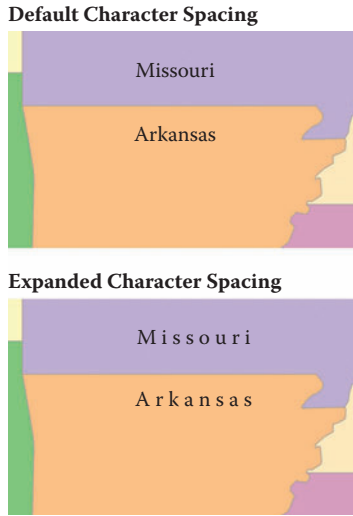 Default Character Spacing
Missouri
Arkansas
Expanded Character Spacing
M i s s o u r i
A r k a n s a s